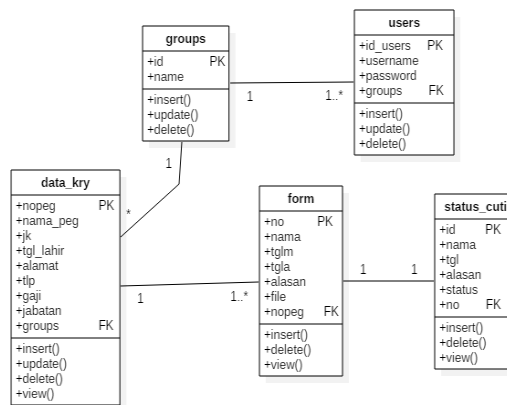 groups
+id PK
+name
+insert()
+update()
+delete()
users
+id_users PK
+username
+password
+groups FK
+insert()
+update()
+delete()
1
1..*
1
*
data_kry
+nopeg PK
+nama_peg
+jk
+tgl_lahir
+alamat
+tlp
+gaji
+jabatan
+groups FK
+insert()
+update()
+delete()
+view()
1
1..*
form
+no PK
+nama
+tglm
+tgla
+alasan
+file
+nopeg FK
+insert()
+delete()
+view()
1
1
status_cuti
+id PK
+nama
+tgl
+alasan
+status
+no FK
+insert()
+delete()
+view()